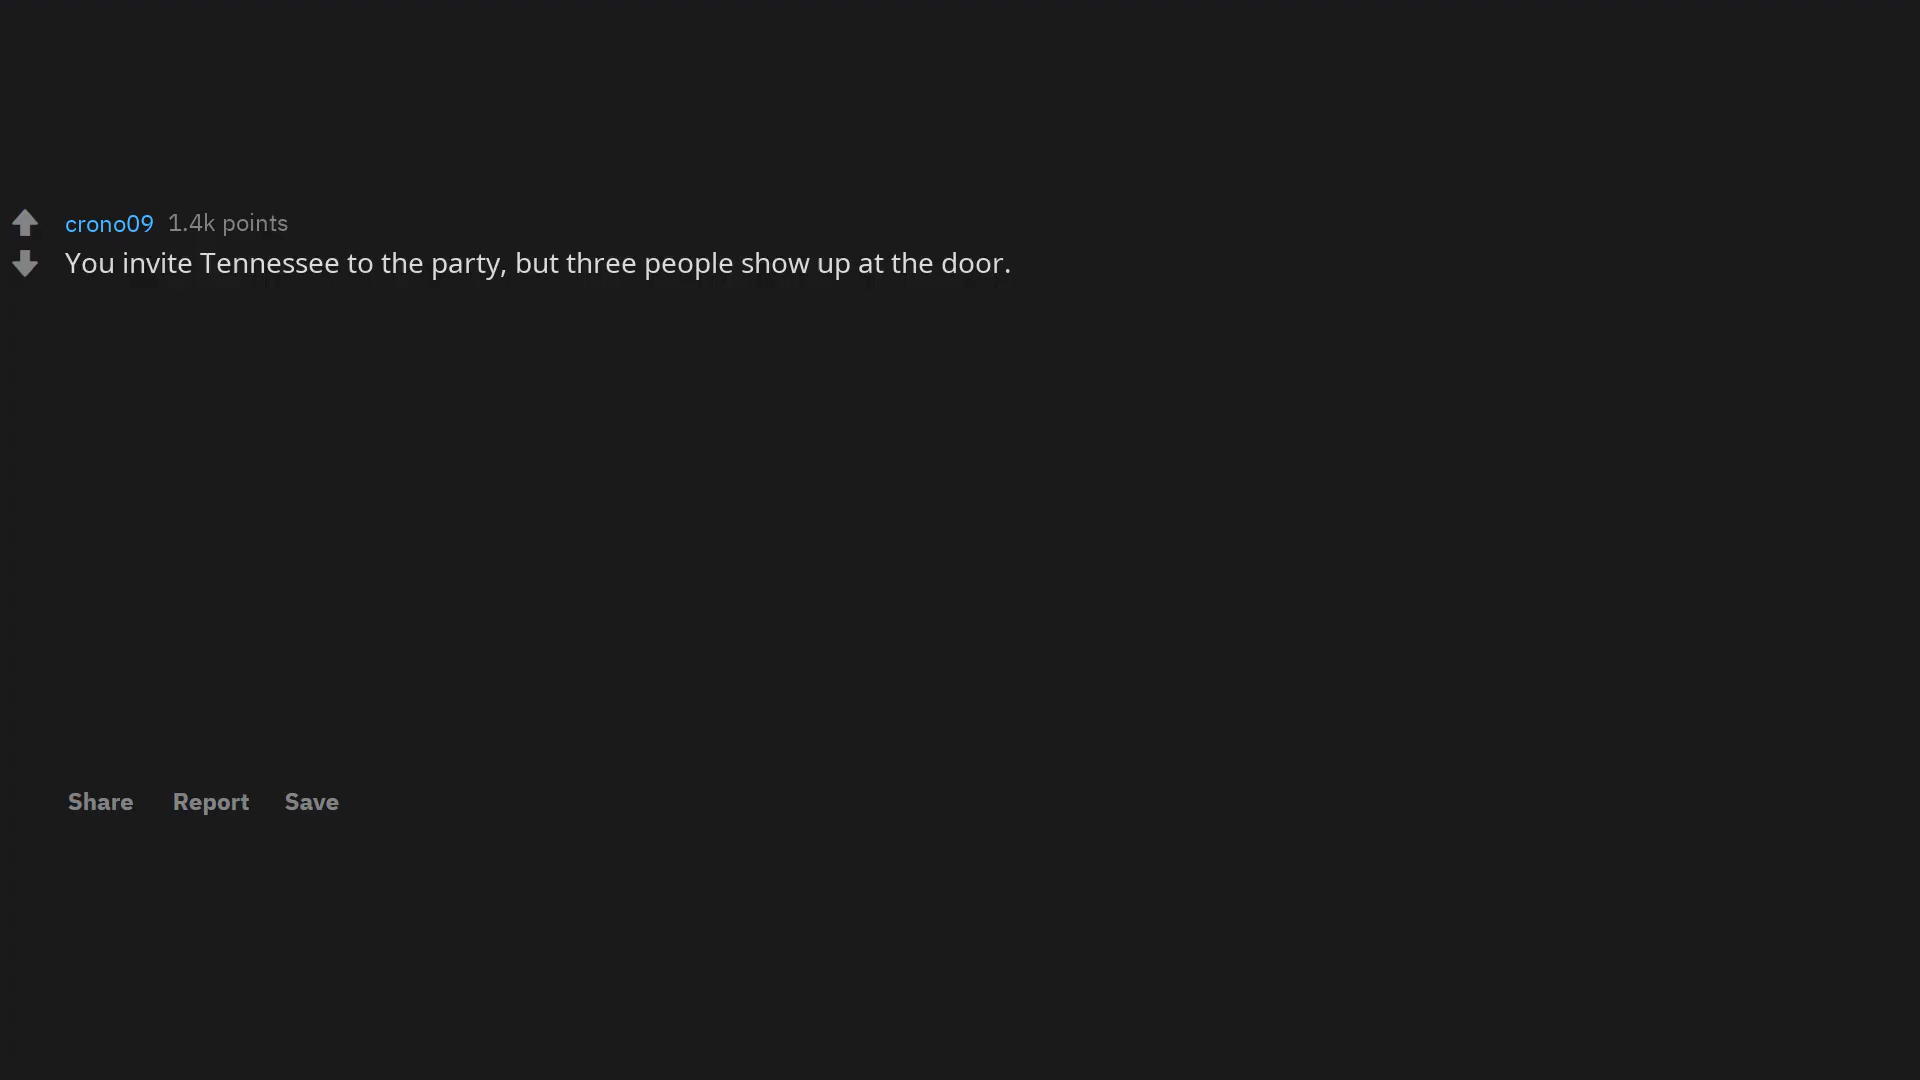 crono09 1.4k points
You invite Tennessee to the party, but three people show up at the door.
Share Report Save